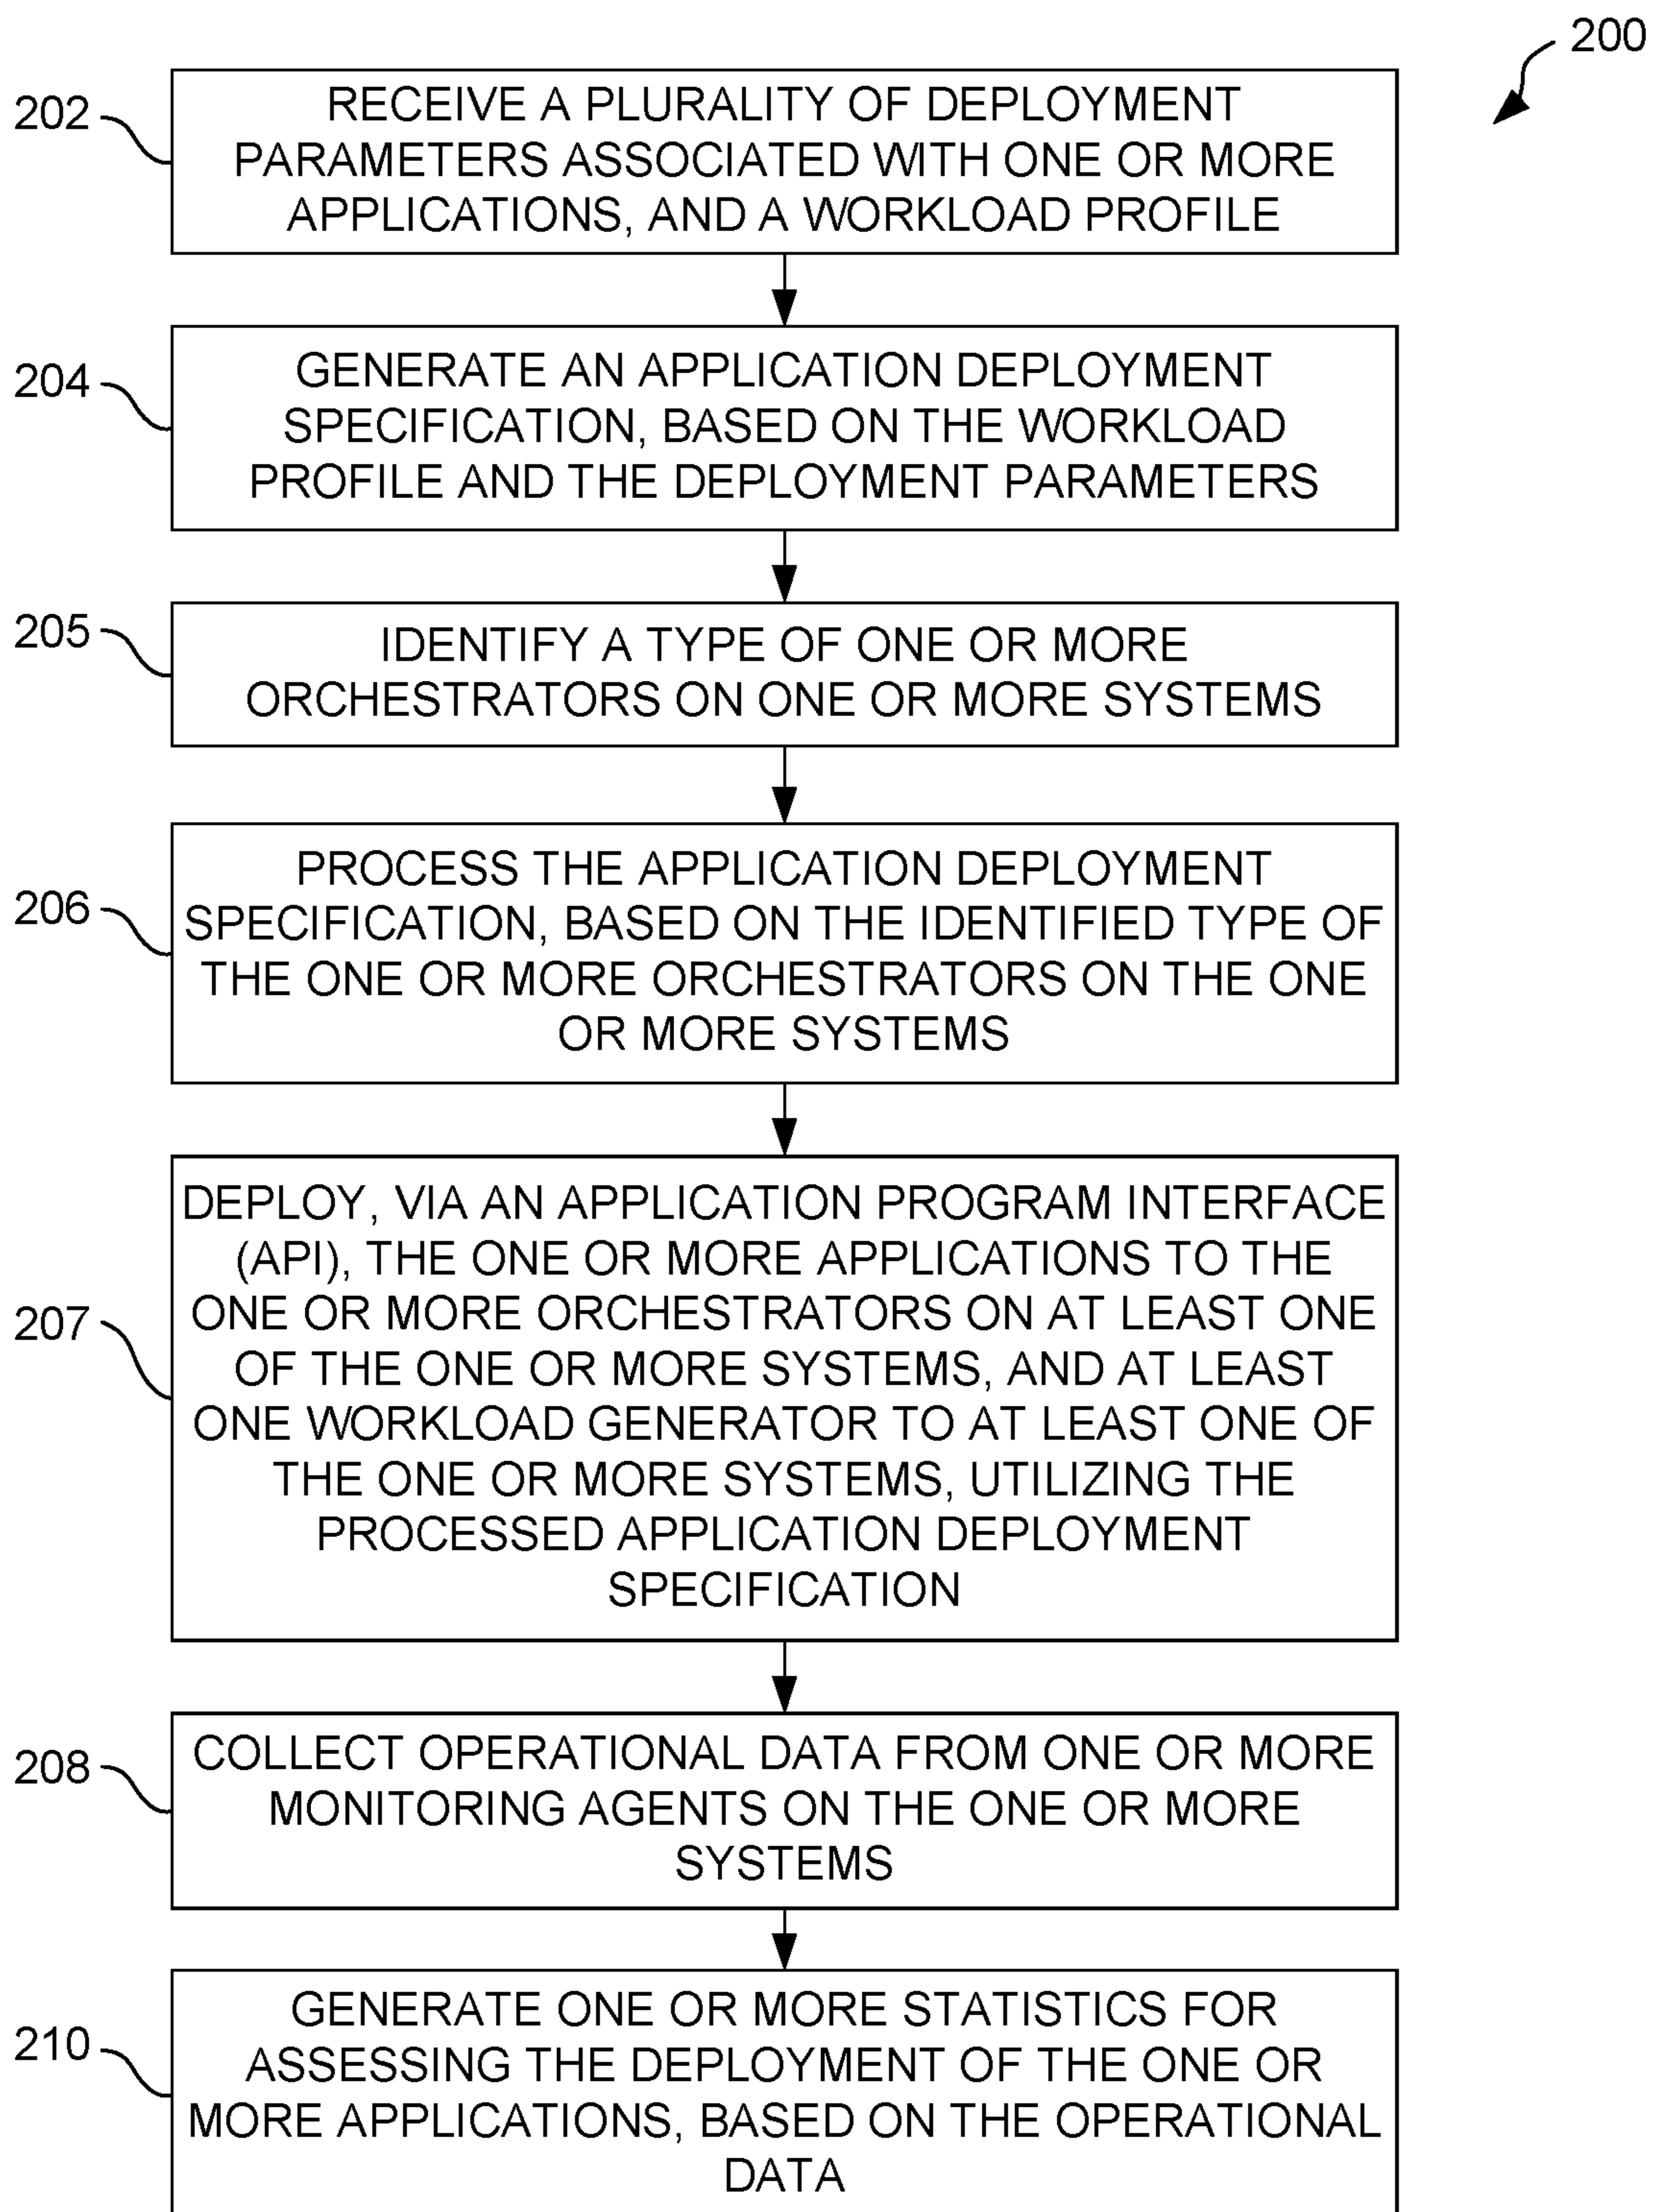 200
202
RECEIVE A PLURALITY OF DEPLOYMENT
PARAMETERS ASSOCIATED WITH ONE OR MORE
APPLICATIONS, AND A WORKLOAD PROFILE
204
GENERATE AN APPLICATION DEPLOYMENT
SPECIFICATION, BASED ON THE WORKLOAD
PROFILE AND THE DEPLOYMENT PARAMETERS
205
IDENTIFY A TYPE OF ONE OR MORE
ORCHESTRATORS ON ONE OR MORE SYSTEMS
206
PROCESS THE APPLICATION DEPLOYMENT
SPECIFICATION, BASED ON THE IDENTIFIED TYPE OF
THE ONE OR MORE ORCHESTRATORS ON THE ONE
OR MORE SYSTEMS
207
DEPLOY, VIA AN APPLICATION PROGRAM INTERFACE
(API), THE ONE OR MORE APPLICATIONS TO THE
ONE OR MORE ORCHESTRATORS ON AT LEAST ONE
OF THE ONE OR MORE SYSTEMS, AND AT LEAST
ONE WORKLOAD GENERATOR TO AT LEAST ONE OF
THE ONE OR MORE SYSTEMS, UTILIZING THE
PROCESSED APPLICATION DEPLOYMENT
SPECIFICATION
208
COLLECT OPERATIONAL DATA FROM ONE OR MORE
MONITORING AGENTS ON THE ONE OR MORE
SYSTEMS
210
GENERATE ONE OR MORE STATISTICS FOR
ASSESSING THE DEPLOYMENT OF THE ONE OR
MORE APPLICATIONS, BASED ON THE OPERATIONAL
DATA